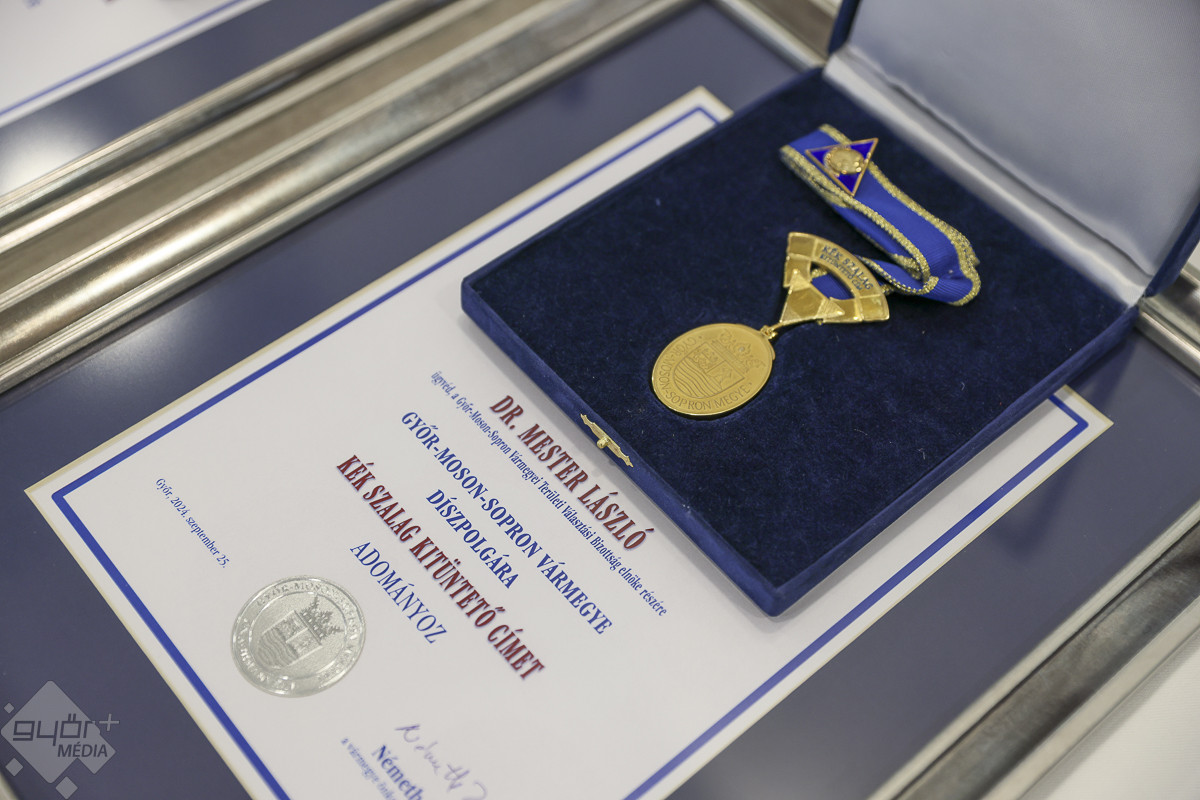 DR. MESTER LÁSZLÓ
ügyvéd, a Győr-Moson-Sopron Vármegyei Területi Választási Bizottság elnöke részére
GYŐR-MOSON-SOPRON VÁRMEGYE
DÍSZPOLGÁRA
KÉK SZALAG KITÜNTETŐ CÍMET
ADOMÁNYOZ
Győr, 2024. szeptember 25.
Németh
a vármegyei
KÉK SZALAG
SOPRON MEGYE
győr+
MÉDIA